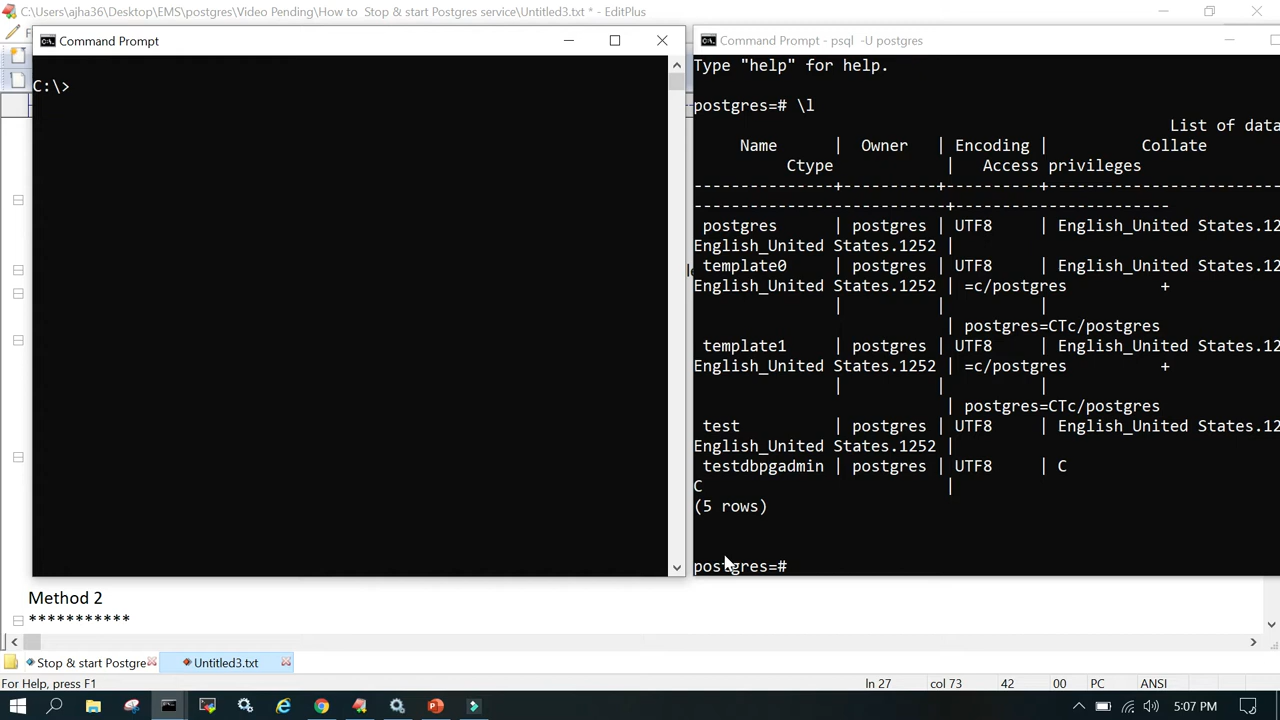 C:\Users\ajha36\Desktop\EMS\postgres\Video Pending\How to  Stop & start Postgres service\Untitled3.txt * - EditPlus
Command Prompt
C:\>
Command Prompt - psql  -U postgres
Type "help" for help.
postgres=# \l
List of data
Name | Owner | Encoding | Collate
Ctype | Access privileges
---------------+----------+----------+---------------
----------------------------+-----------------------
postgres | postgres | UTF8 | English_United States.12
English_United States.1252 |
template0 | postgres | UTF8 | English_United States.12
English_United States.1252 | =c/postgres +
| | |
| postgres=CTc/postgres
template1 | postgres | UTF8 | English_United States.12
English_United States.1252 | =c/postgres +
| | |
| postgres=CTc/postgres
test | postgres | UTF8 | English_United States.12
English_United States.1252 |
testdbpgadmin | postgres | UTF8 | C
C |
(5 rows)
postgres=#
Method 2
***********
Stop & start Postgre
Untitled3.txt
For Help, press F1
ln 27
col 73
42
00
PC
ANSI
5:07 PM